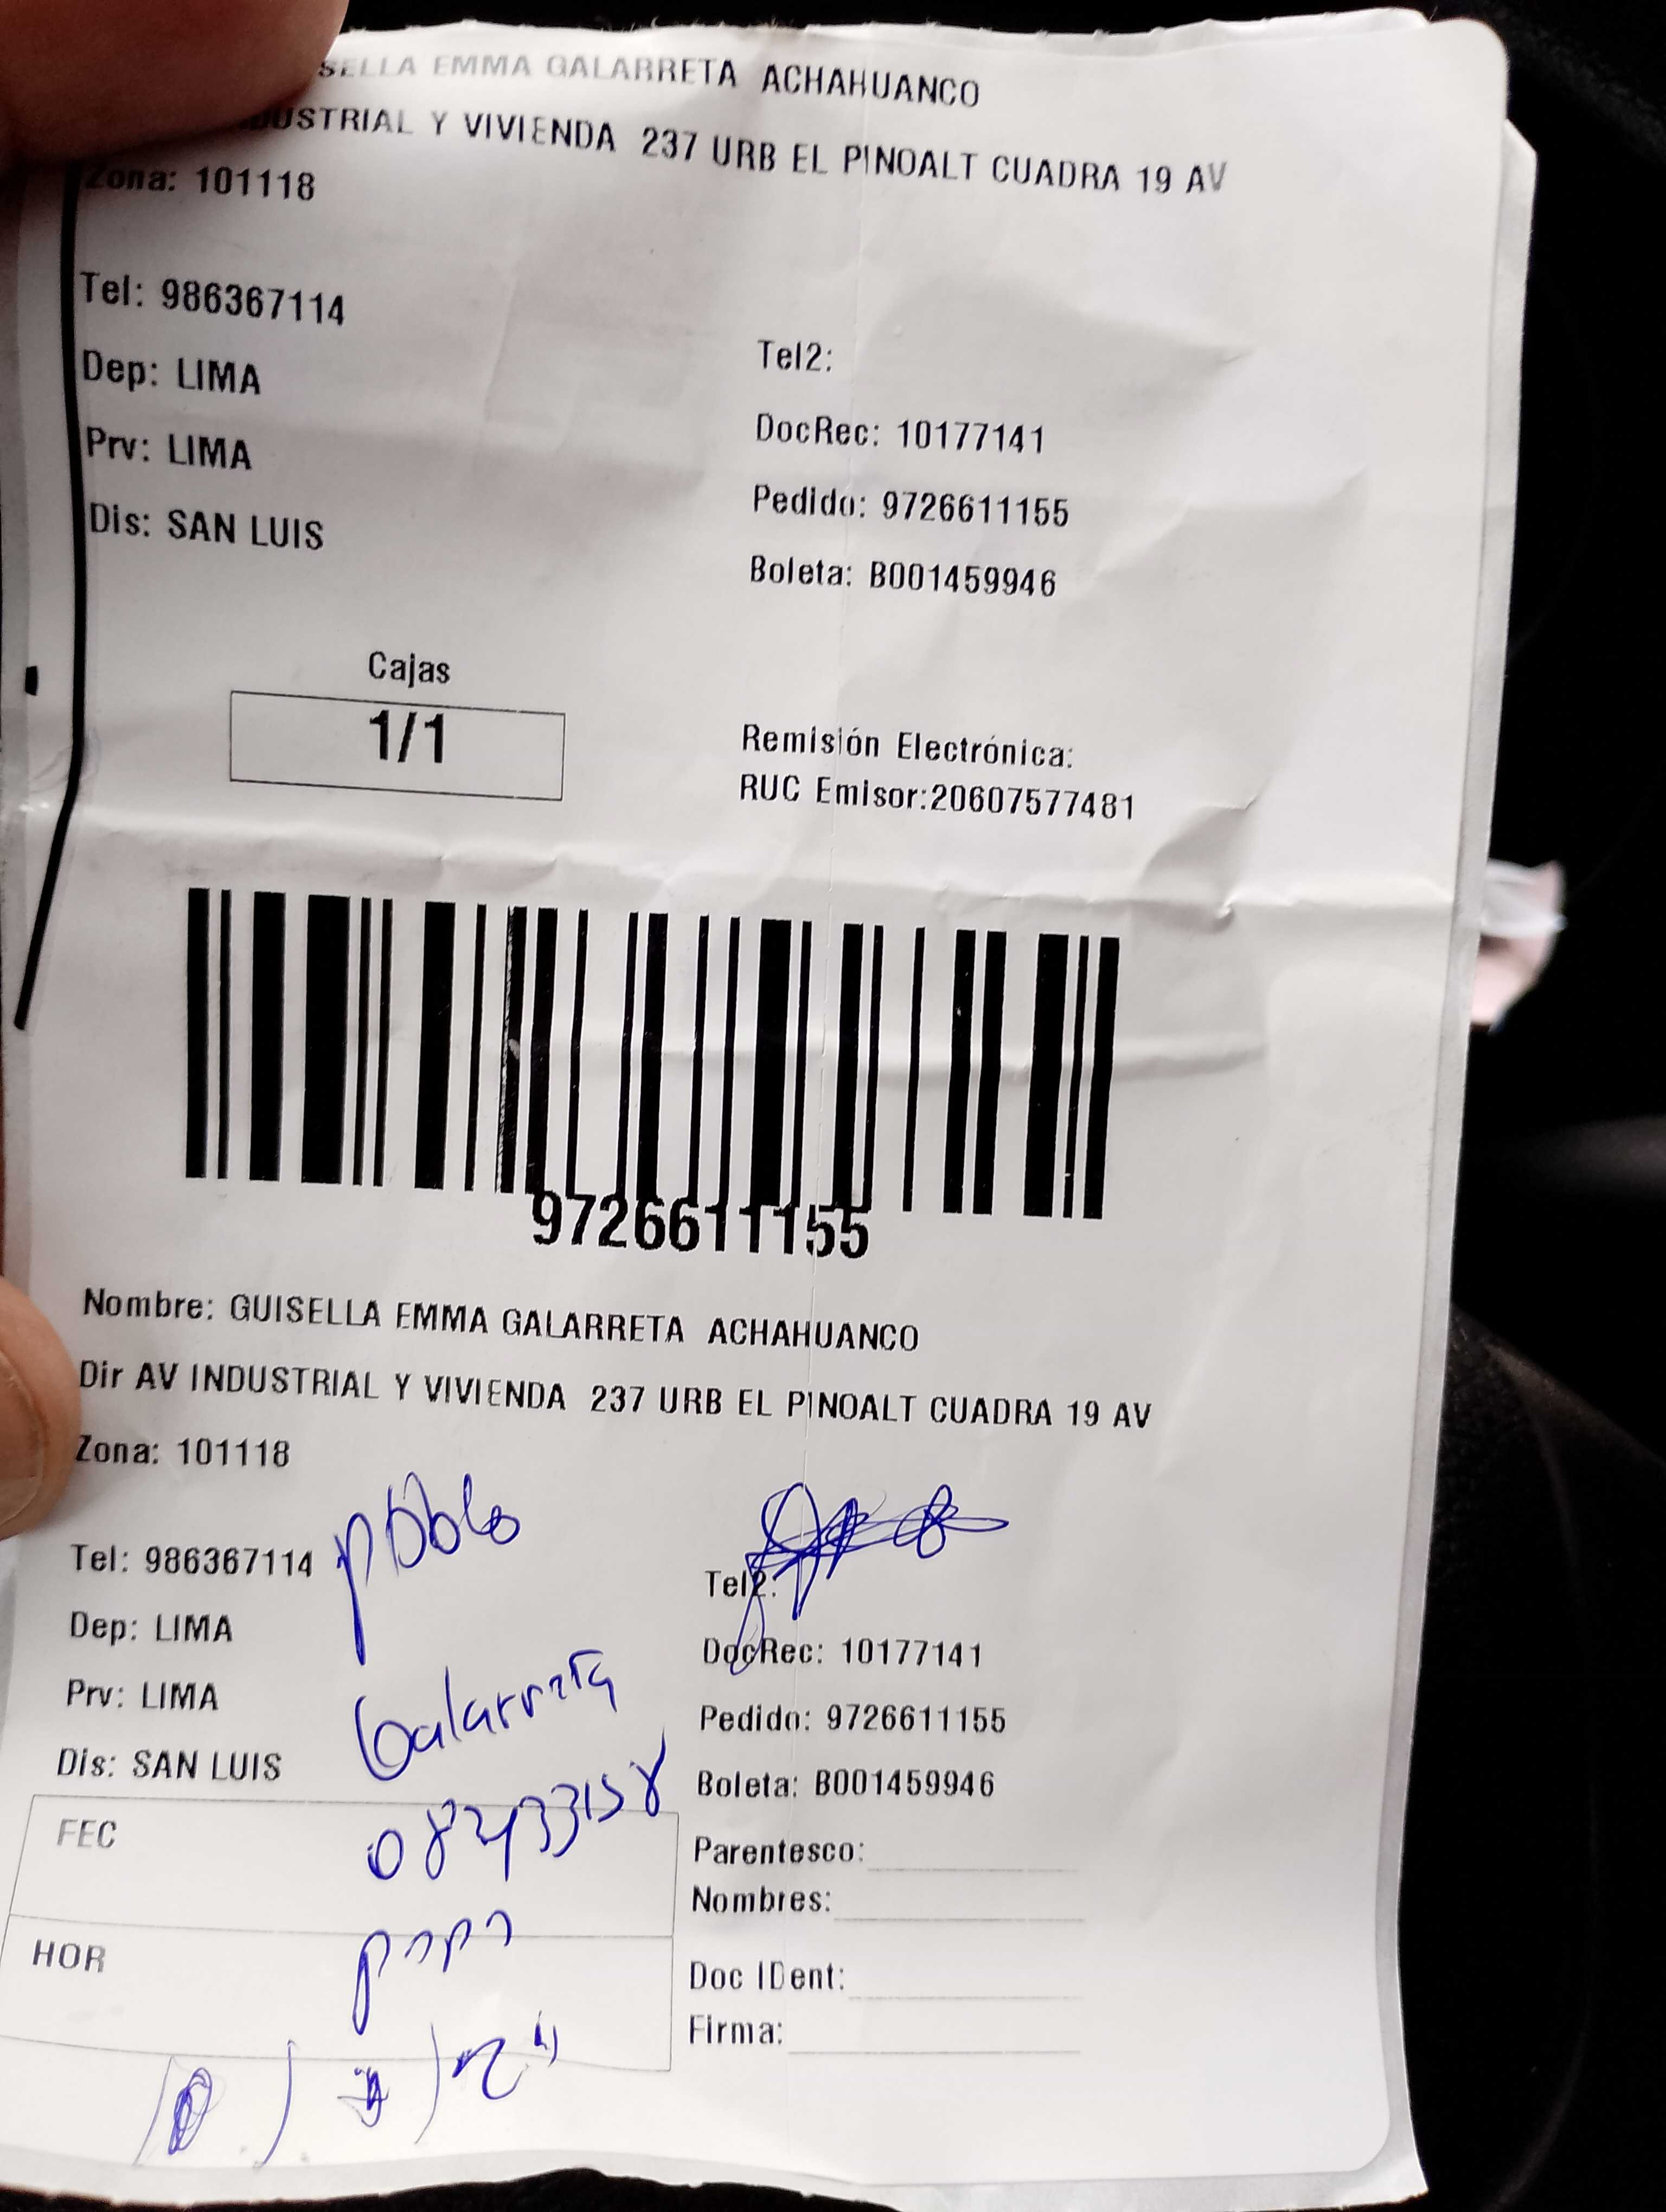 SELLA EMMA GALARRETA ACHAHUANCO
USTRIAL Y VIVIENDA 237 URB EL PINOALT CUADRA 19 AV
Zona: 101118
Tel: 986367114
Tel2:
Dep: LIMA
DocRec: 10177141
Prv: LIMA
Pedido: 9726611155
Dis: SAN LUIS
Boleta: B001459946
Cajas
1/1
Remisión Electrónica:
RUC Emisor:20607577481
9726611155
Nombre: GUISELLA EMMA GALARRETA ACHAHUANCO
Dir AV INDUSTRIAL Y VIVIENDA 237 URB EL PINOALT CUADRA 19 AV
Zona: 101118
Pablo
Tel: 986367114
Tel2:
Dep: LIMA
DocRec: 10177141
Galarreta
Prv: LIMA
Pedido: 9726611155
Dis: SAN LUIS
Boleta: B001459946
FEC
Parentesco:
Nombres:
papa
HOR
Doc IDent:
Firma: